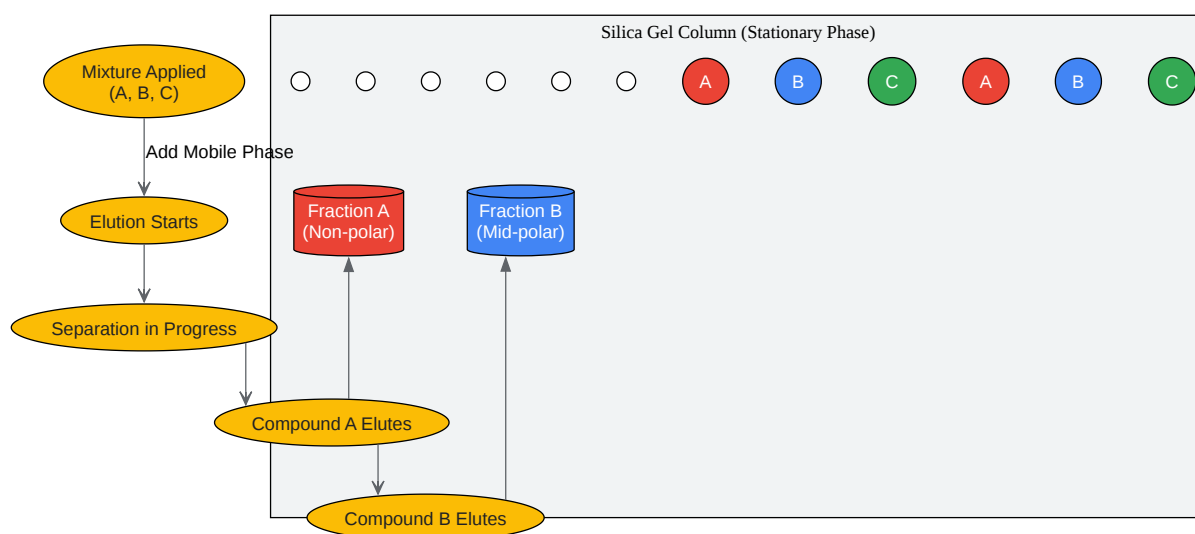 Silica Gel Column (Stationary Phase)
Mixture Applied
(A, B, C)
A B C A B C
Add Mobile Phase
Elution Starts
Fraction A
(Non-polar)
Fraction B
(Mid-polar)
Separation in Progress
Compound A Elutes
Compound B Elutes